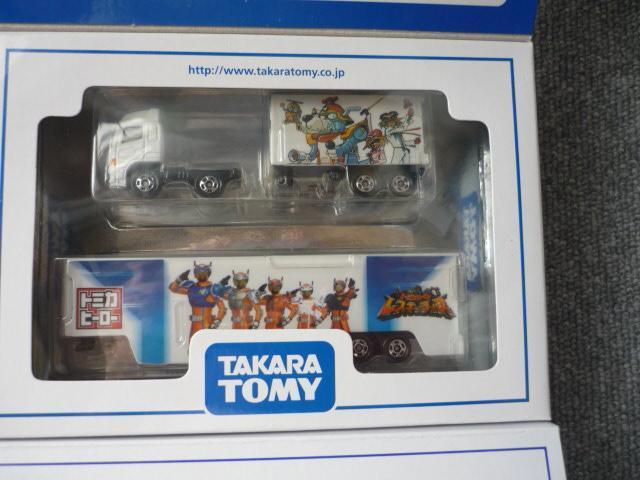 http://www.takaratomy.co.jp
トミカ
ヒーロー
TAKARA
TOMY